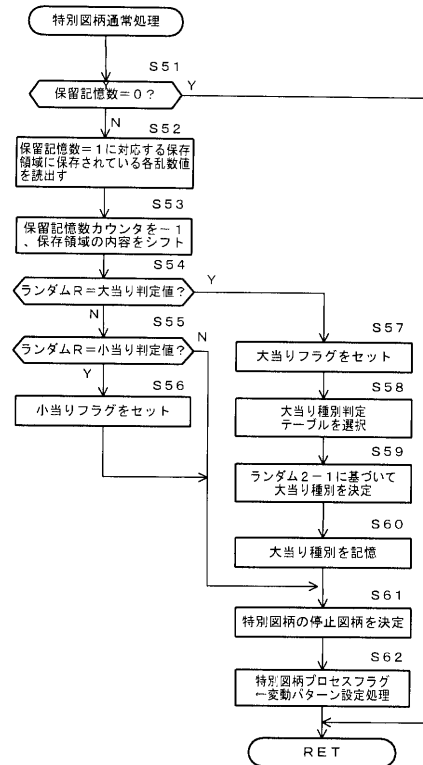 特別図柄通常処理
S51
保留記憶数=0?
Y
N
S52
保留記憶数=1に対応する保存
領域に保存されている各乱数値
を読出す
S53
保留記憶数カウンタを-1
、保存領域の内容をシフト
S54
ランダムR=大当り判定値?
Y
N
S55
ランダムR=小当り判定値?
N
Y
S56
小当りフラグをセット
S57
大当りフラグをセット
S58
大当り種別判定
テーブルを選択
S59
ランダム2-1に基づいて
大当り種別を決定
S60
大当り種別を記憶
S61
特別図柄の停止図柄を決定
S62
特別図柄プロセスフラグ
←変動パターン設定処理
RET